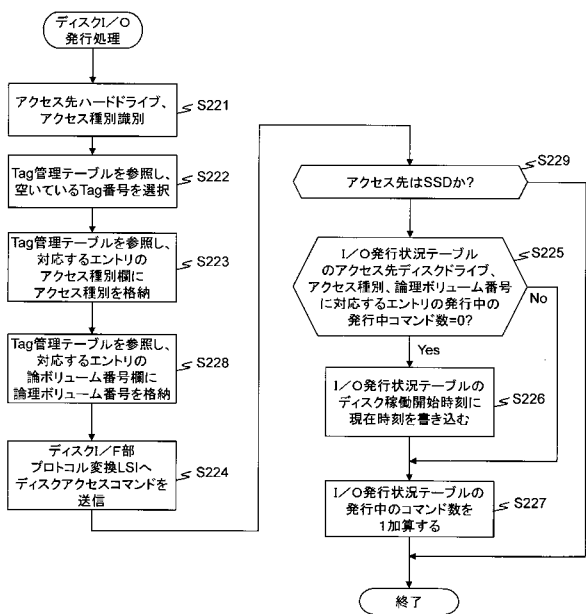 ディスクI/O
発行処理
アクセス先ハードドライブ、
アクセス種別識別
S221
Tag管理テーブルを参照し、
空いているTag番号を選択
S222
Tag管理テーブルを参照し、
対応するエントリの
アクセス種別欄に
アクセス種別を格納
S223
Tag管理テーブルを参照し、
対応するエントリの
論ボリューム番号欄に
論理ボリューム番号を格納
S228
ディスクI/F部
プロトコル変換LSIへ
ディスクアクセスコマンドを
送信
S224
アクセス先はSSDか?
S229
I/O発行状況テーブル
のアクセス先ディスクドライブ、
アクセス種別、論理ボリューム番号
に対応するエントリの発行中の
発行中コマンド数=0?
S225
No
Yes
I/O発行状況テーブルの
ディスク稼働開始時刻に
現在時刻を書き込む
S226
I/O発行状況テーブルの
発行中のコマンド数を
1加算する
S227
終了